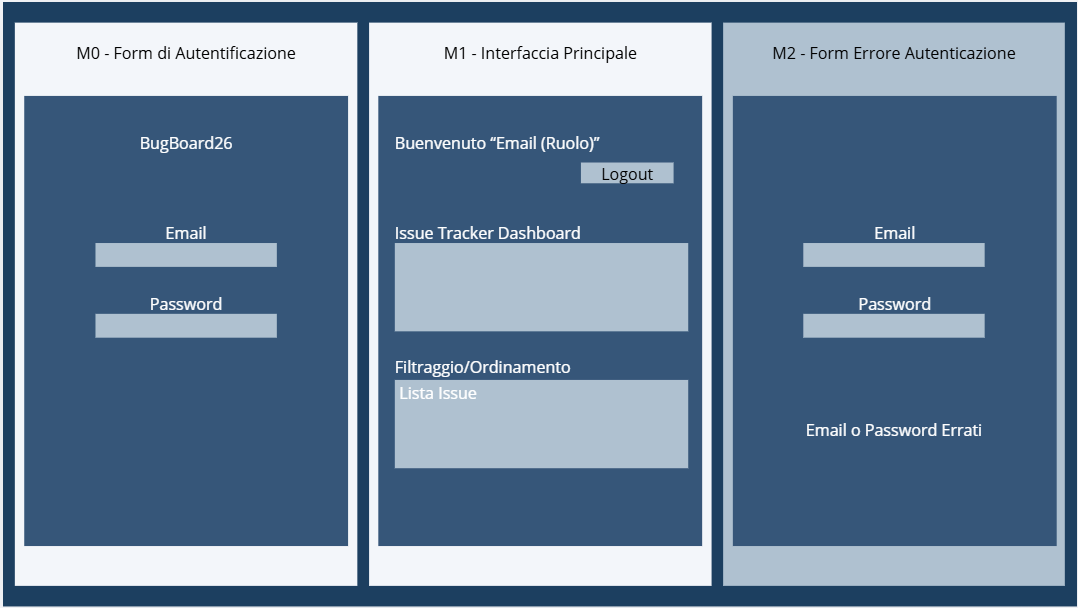 M0 - Form di Autentificazione
BugBoard26
Email
Password
M1 - Interfaccia Principale
Buenvenuto “Email (Ruolo)”
Logout
Issue Tracker Dashboard
Filtraggio/Ordinamento
Lista Issue
M2 - Form Errore Autenticazione
Email
Password
Email o Password Errati